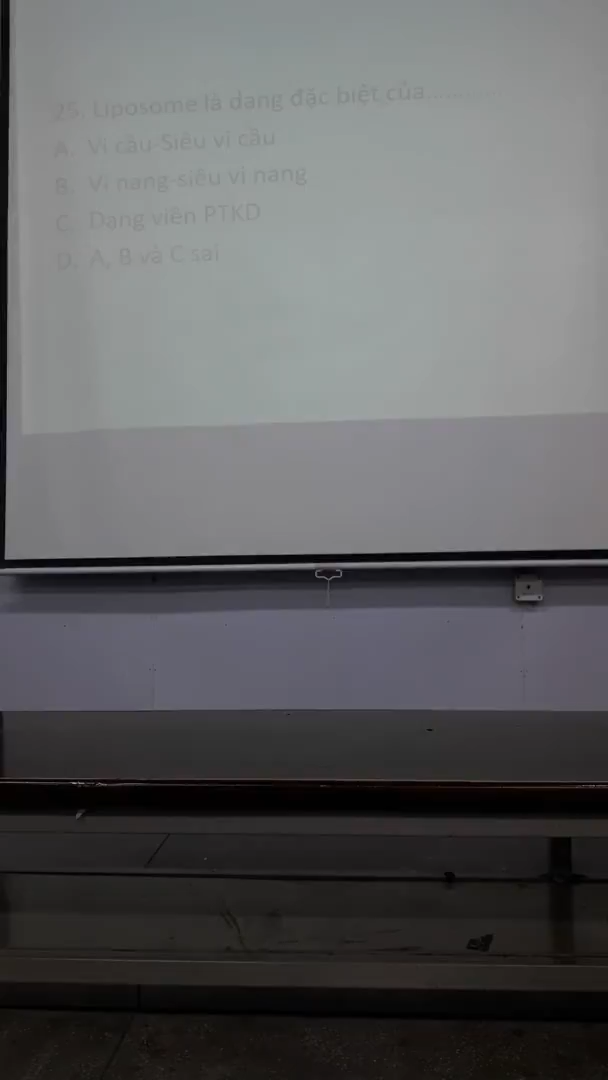 25. Liposome là dạng đặc biệt của............
A. Vi cầu-Siêu vi cầu
B. Vi nang-siêu vi nang
C. Dạng viên PTKD
D. A, B và C sai